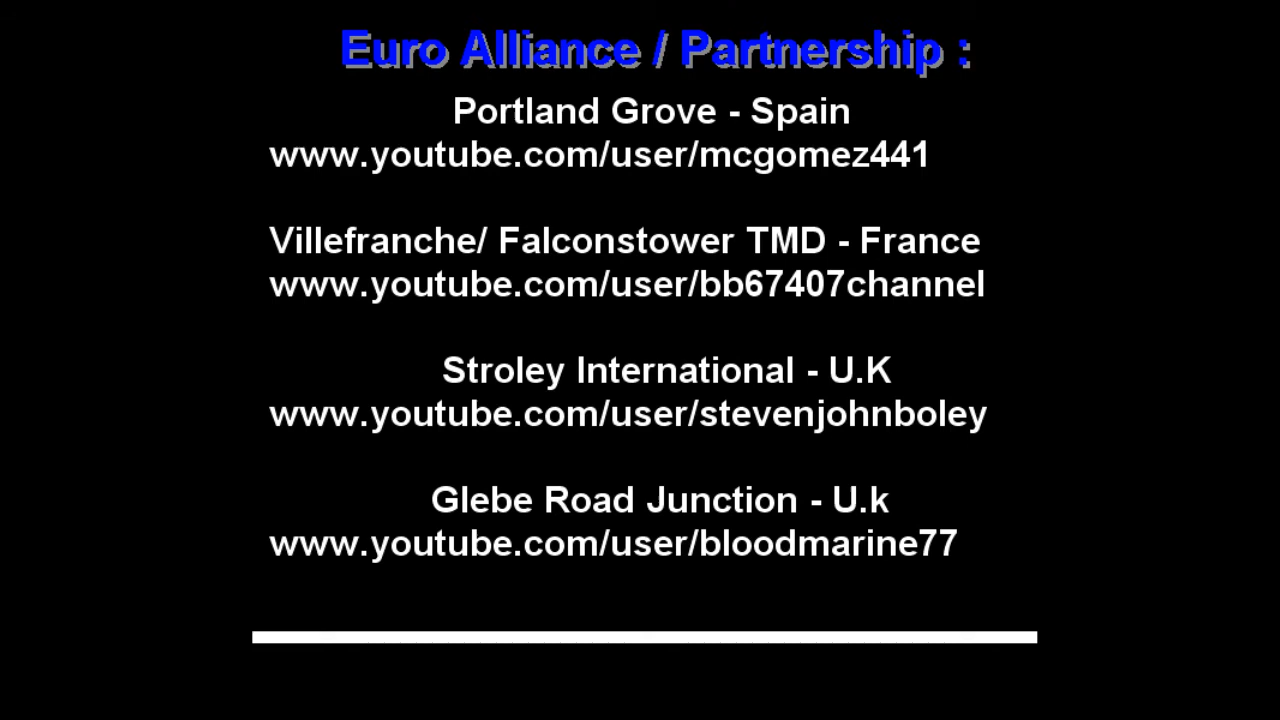 Euro Alliance / Partnership :
Portland Grove - Spain
www.youtube.com/user/mcgomez441
Villefranche/ Falconstower TMD - France
www.youtube.com/user/bb67407channel
Stroley International - U.K
www.youtube.com/user/stevenjohnboley
Glebe Road Junction - U.k
www.youtube.com/user/bloodmarine77